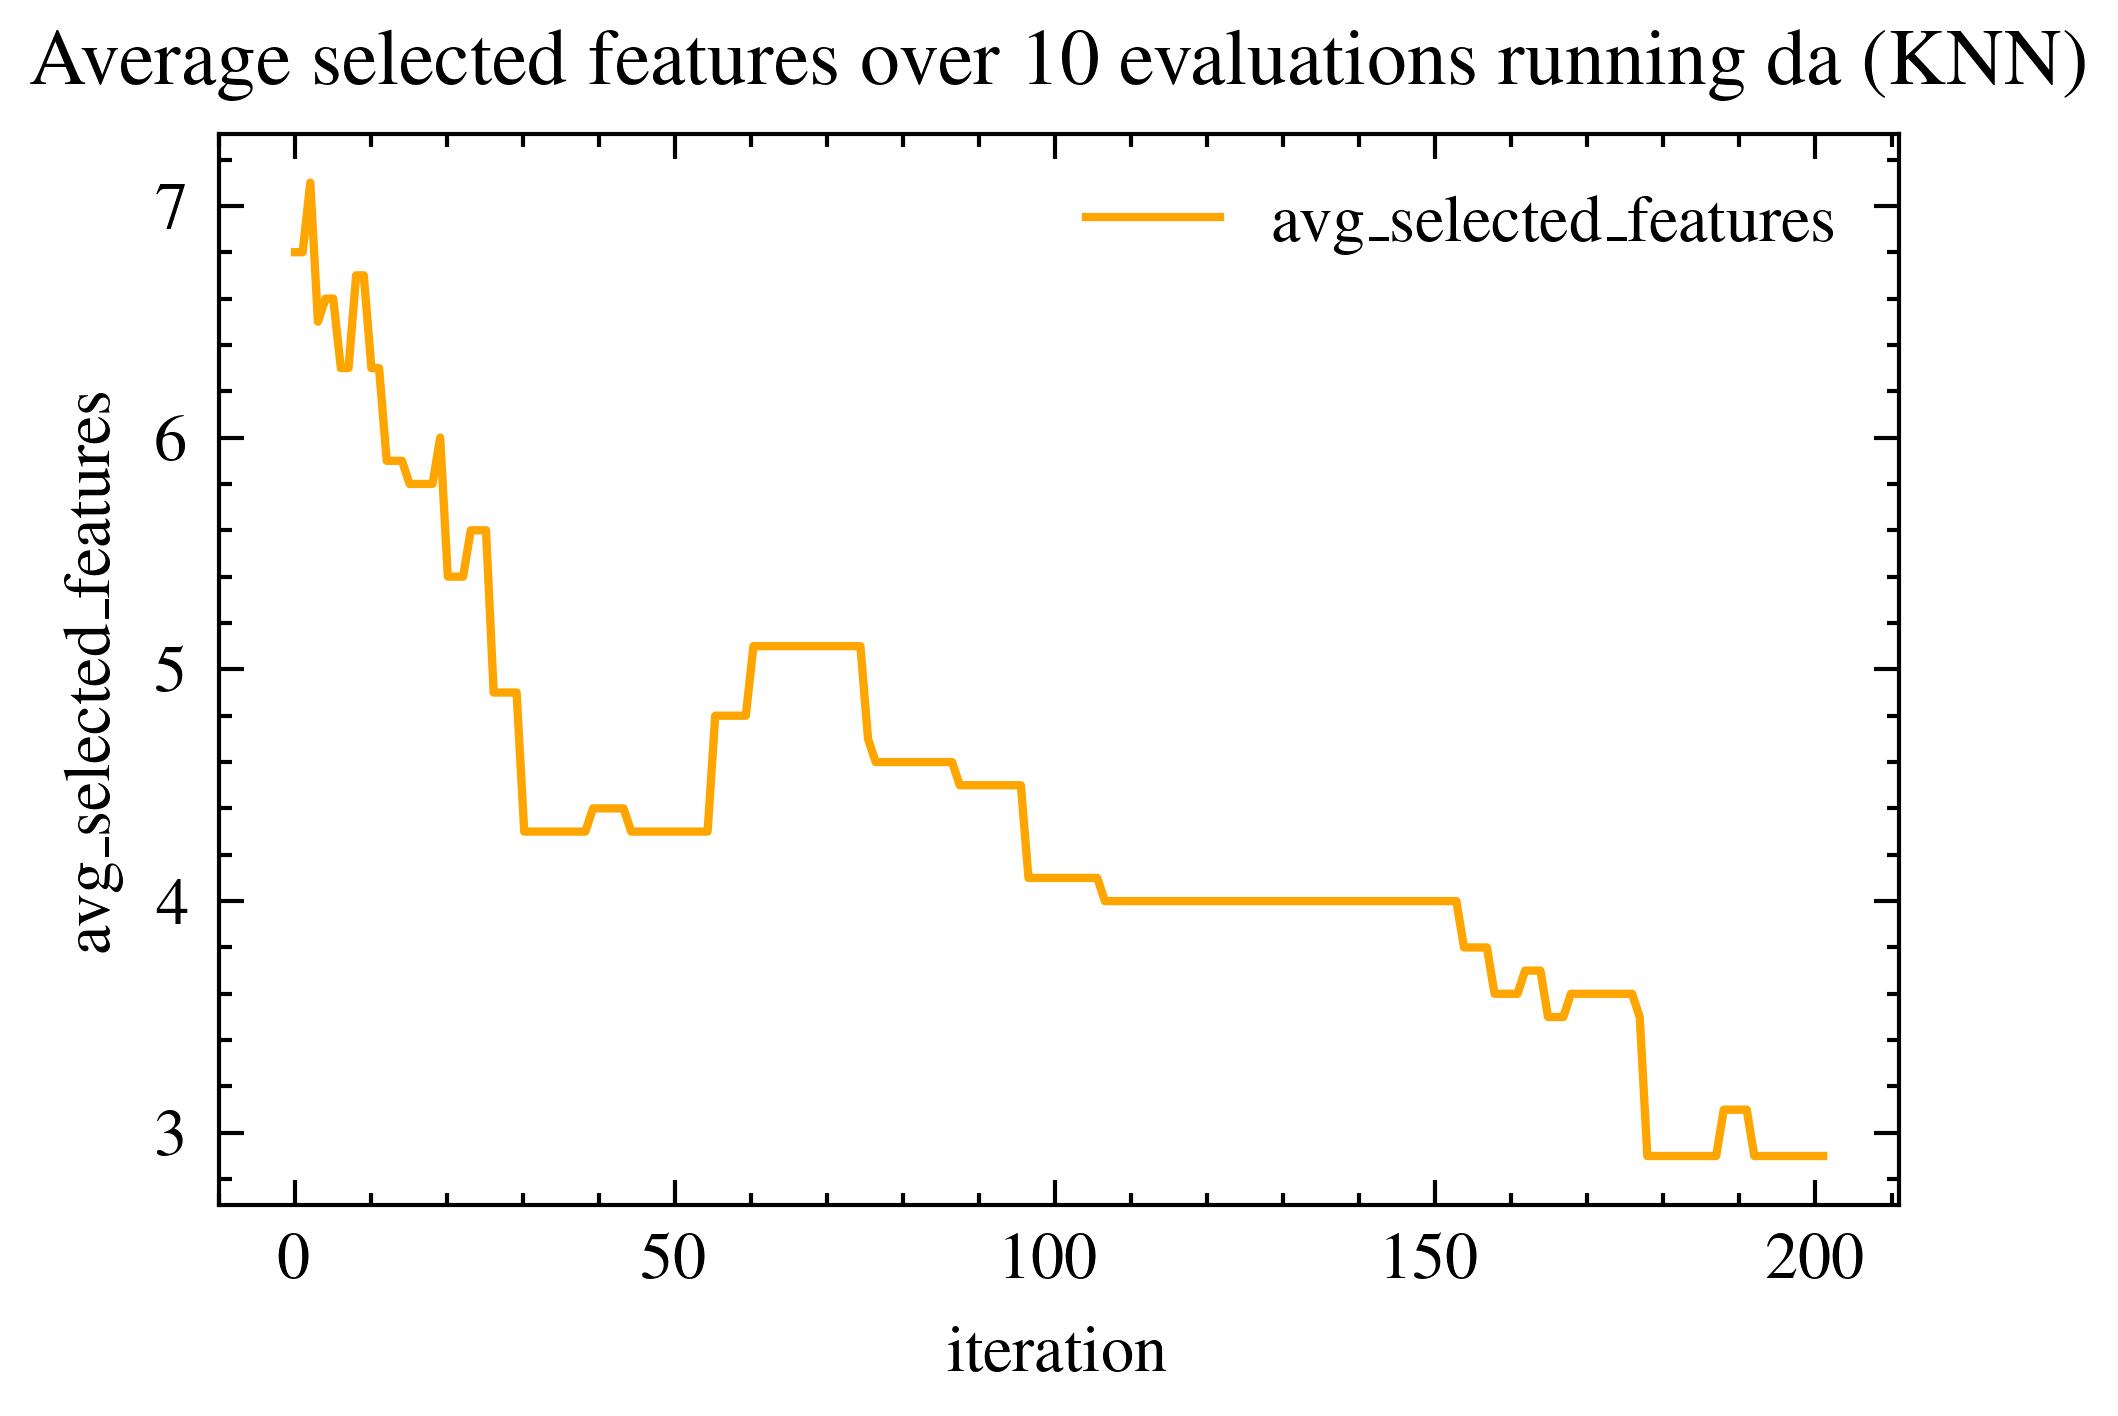 Average selected features over 10 evaluations running da (KNN)
avg_selected_features
7
6
5
4
3
avg_selected_features
0 50 100 150 200
iteration